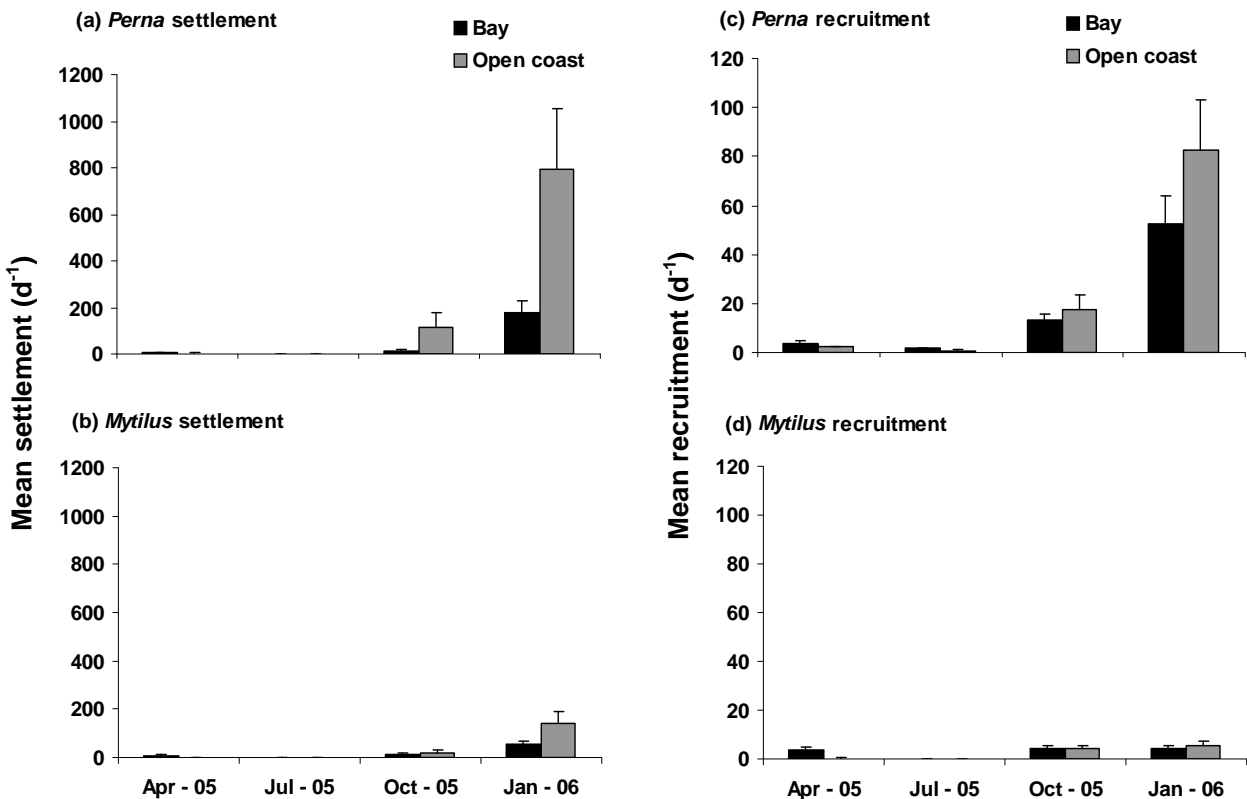 (a) Perna settlement
Bay
Open coast
1200
1000
800
600
400
200
0
(b) Mytilus settlement
1200
1000
800
600
400
200
0
Apr - 05 Jul - 05 Oct - 05 Jan - 06
Mean settlement (d-1)
(c) Perna recruitment
Bay
Open coast
120
100
80
60
40
20
0
(d) Mytilus recruitment
120
100
80
60
40
20
0
Apr - 05 Jul - 05 Oct - 05 Jan - 06
Mean recruitment (d-1)